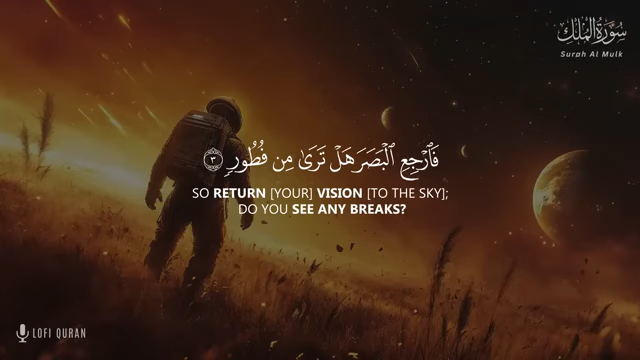 سُورَةُ المُلْكِ
Surah Al Mulk
فَٱرْجِعِ ٱلْبَصَرَ هَلْ تَرَىٰ مِن فُطُورٍۢ ٣
SO RETURN [YOUR] VISION [TO THE SKY];
DO YOU SEE ANY BREAKS?
LOFI QURAN